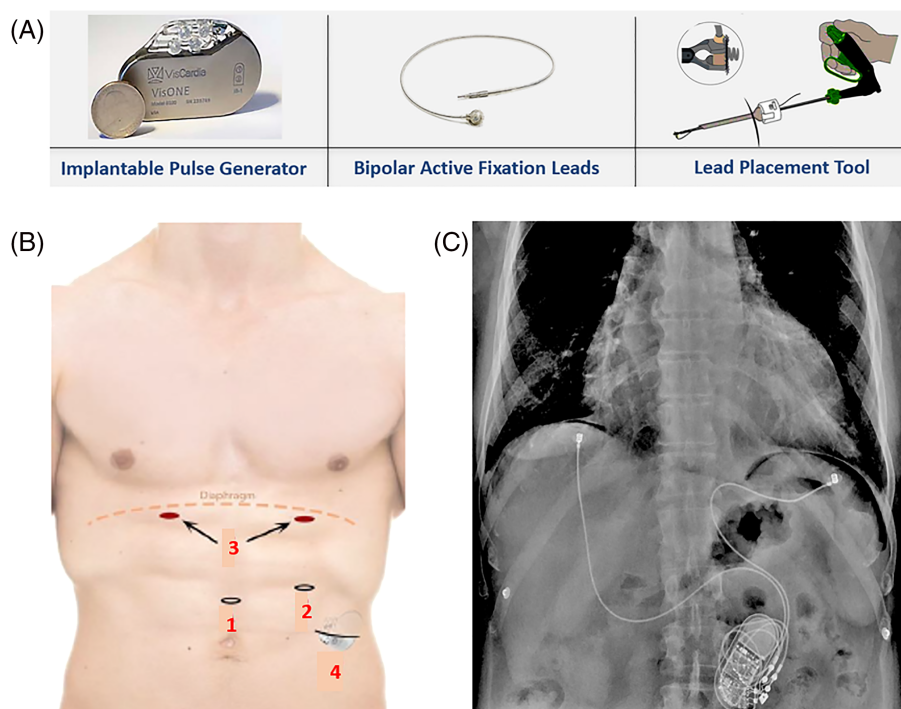 (A)
VisCardia
VisONE
Implantable Pulse Generator
Bipolar Active Fixation Leads
Lead Placement Tool
(B)
(C)
Diaphragm
3
1
2
4